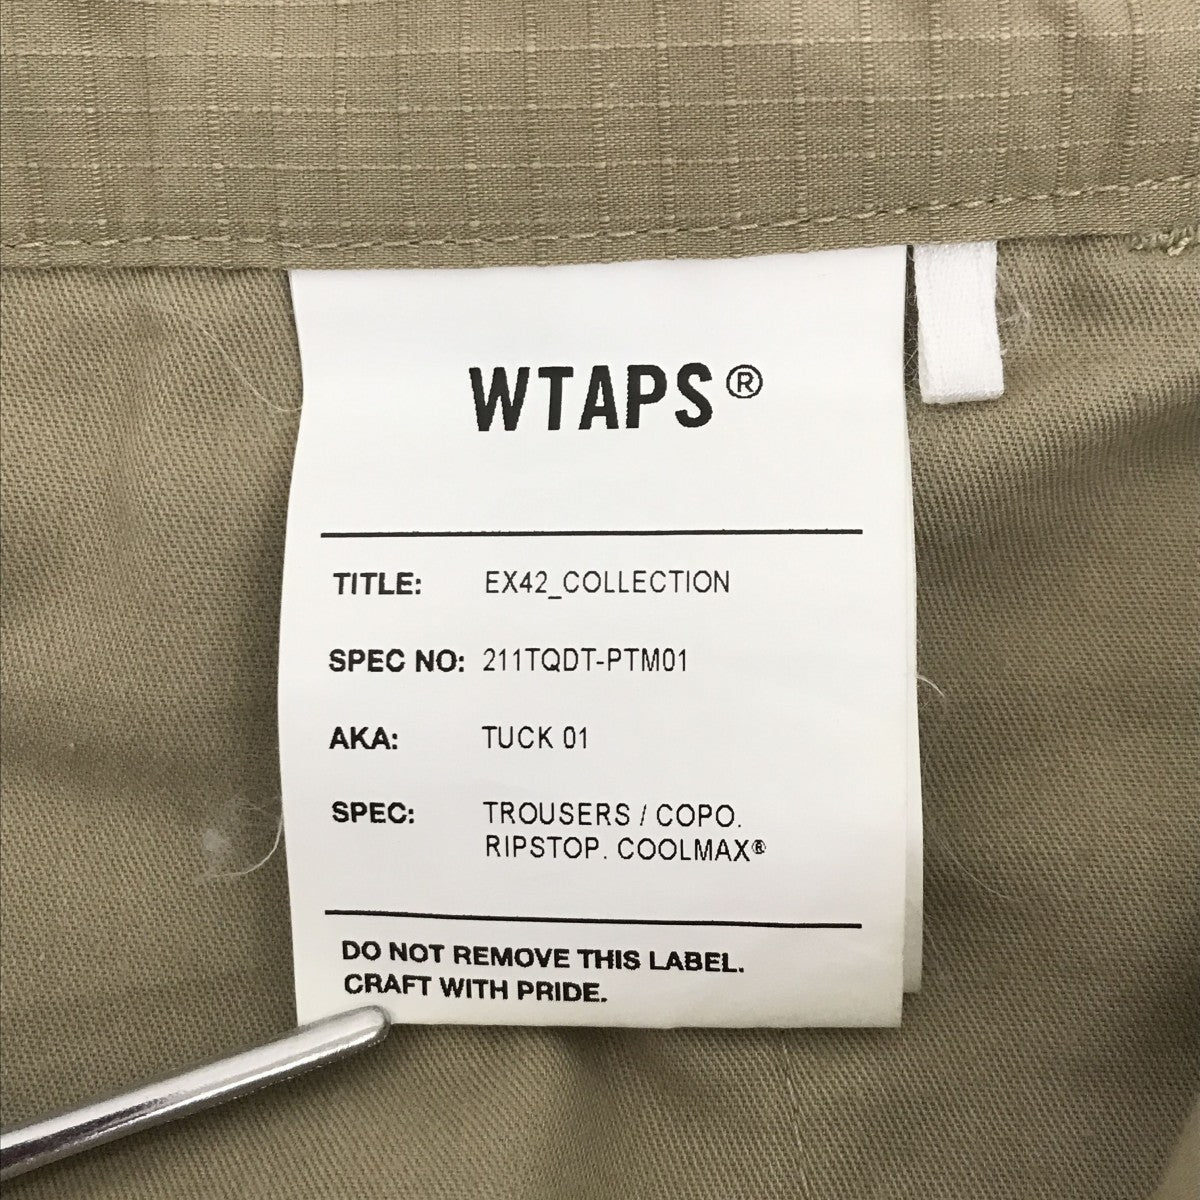 WTAPS®
TITLE: EX42_COLLECTION
SPEC NO: 211TQDT-PTM01
AKA: TUCK 01
SPEC: TROUSERS / COPO.
RIPSTOP. COOLMAX®
DO NOT REMOVE THIS LABEL.
CRAFT WITH PRIDE.